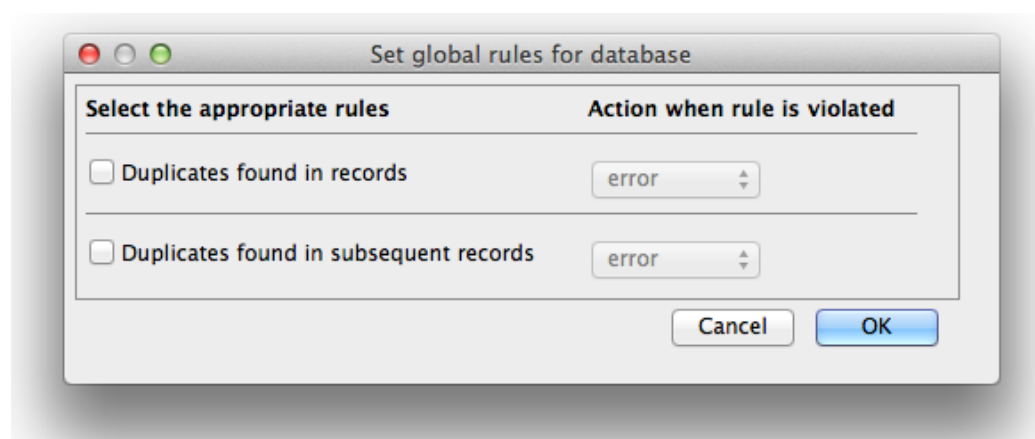 Set global rules for database
Select the appropriate rules Action when rule is violated
Duplicates found in records error
Duplicates found in subsequent records error
Cancel OK